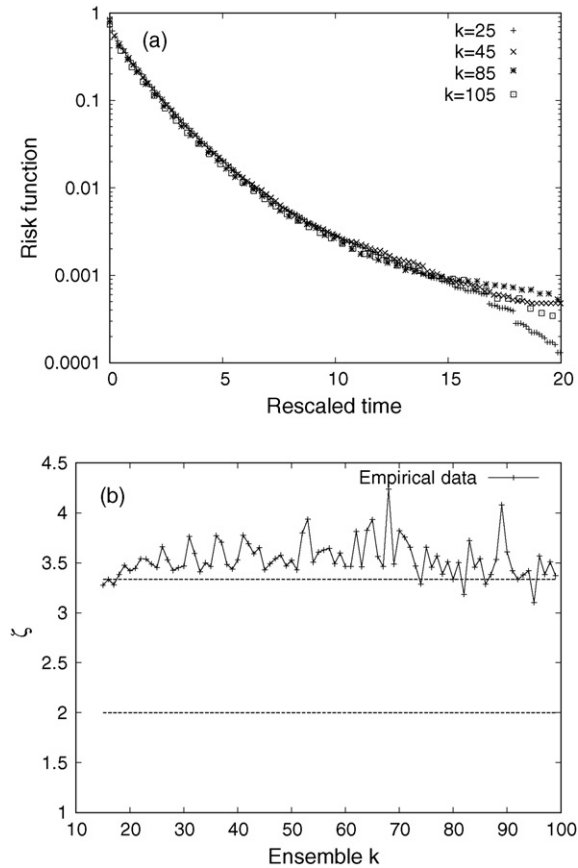 (a)
k=25
k=45
k=85
k=105
1
0.1
0.01
0.001
0.0001
Risk function
0 5 10 15 20
Rescaled time
(b)
Empirical data
4.5
4
3.5
3
2.5
2
1.5
1
ζ
10 20 30 40 50 60 70 80 90 100
Ensemble k